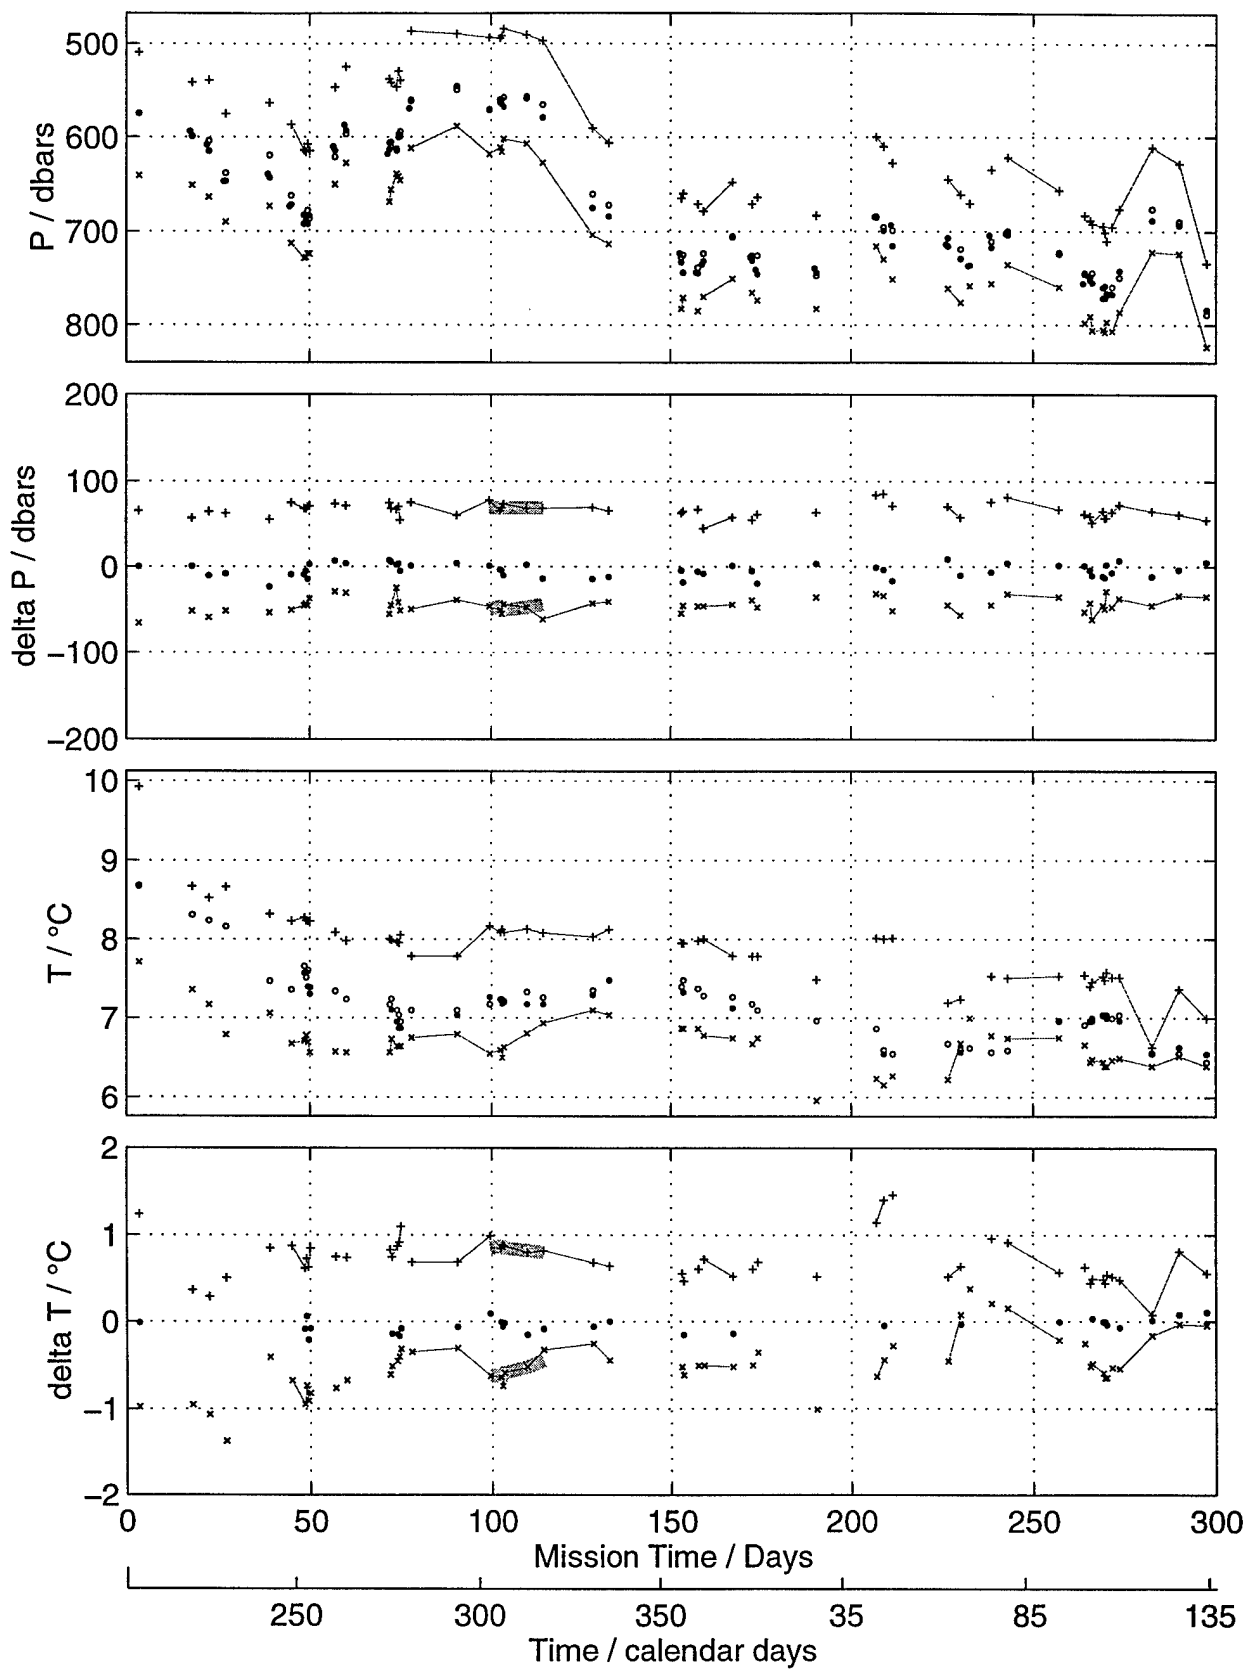 500
600
700
800
P / dbars
200
100
0
−100
−200
delta P / dbars
10
9
8
7
6
T / °C
2
1
0
−1
−2
delta T / °C
0 50 100 150 200 250 300
Mission Time / Days
250 300 350 35 85 135
Time / calendar days